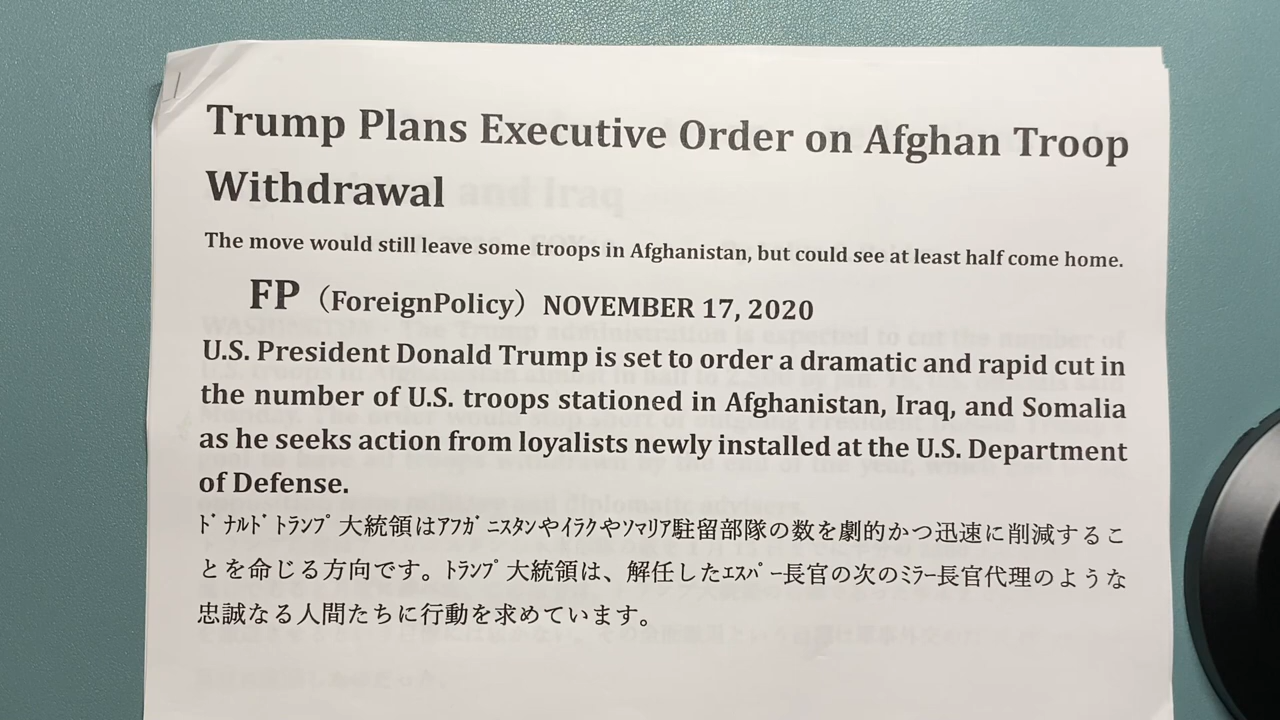 Trump Plans Executive Order on Afghan Troop
Withdrawal
The move would still leave some troops in Afghanistan, but could see at least half come home.
FP（ForeignPolicy）NOVEMBER 17, 2020
U.S. President Donald Trump is set to order a dramatic and rapid cut in
the number of U.S. troops stationed in Afghanistan, Iraq, and Somalia
as he seeks action from loyalists newly installed at the U.S. Department
of Defense.
ﾄﾞﾅﾙﾄﾞﾄﾗﾝﾌﾟ大統領はｱﾌｶﾞﾆｽﾀﾝやｲﾗｸやｿﾏﾘｱ駐留部隊の数を劇的かつ迅速に削減するこ
とを命じる方向です。ﾄﾗﾝﾌﾟ大統領は、解任したｴｽﾊﾟｰ長官の次のﾐﾗｰ長官代理のような
忠誠なる人間たちに行動を求めています。